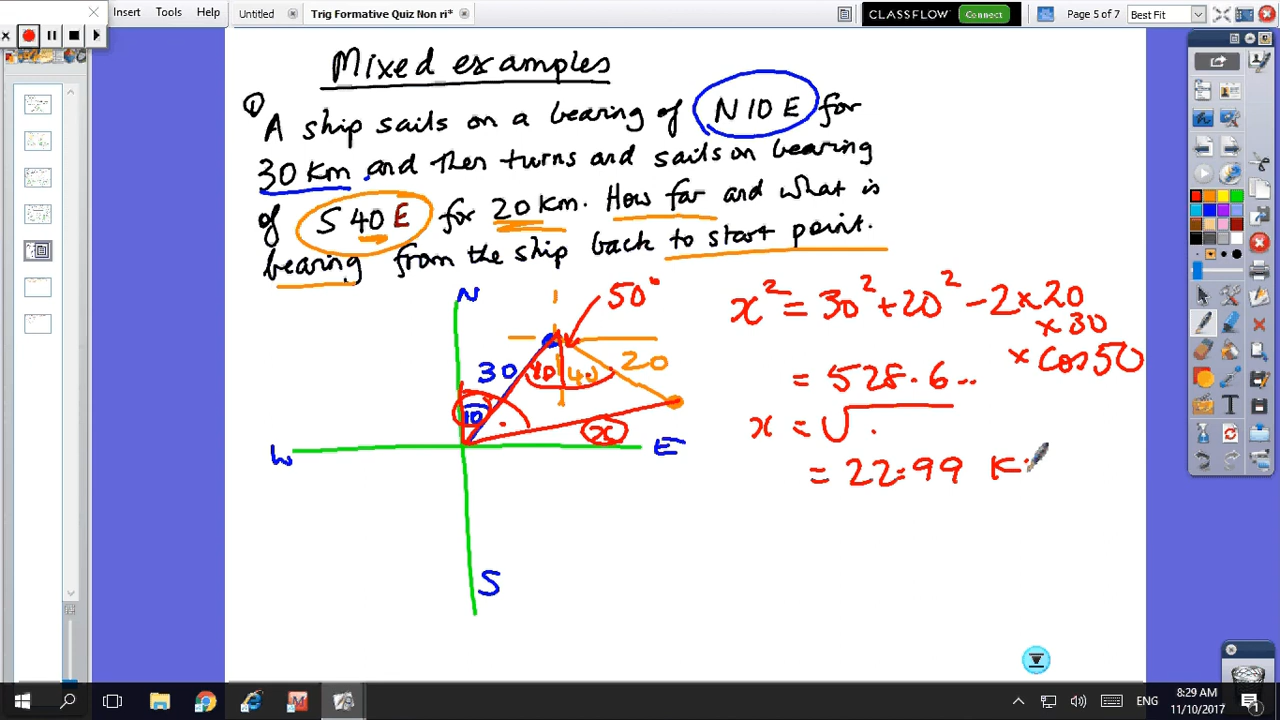 Insert Tools Help
Untitled
Trig Formative Quiz Non ri*
CLASSFLOW Connect
Page 5 of 7
Best Fit
Mixed examples
① A ship sails on a bearing of N 10 E for
30 Km and then turns and sails on bearing
of S 40 E for 20 Km. How far and what is
bearing from the ship back to start point.
N
50°
30
40
20
10
x
W
E
S
10
x² = 30² + 20² - 2 × 20
× 30
× cos 50
= 528.6..
x = √ .
= 22.99 K
ENG
8:29 AM
11/10/2017